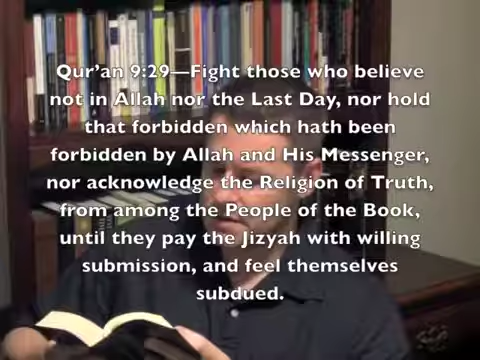 Qur'an 9:29—Fight those who believe
not in Allah nor the Last Day, nor hold
that forbidden which hath been
forbidden by Allah and His Messenger,
nor acknowledge the Religion of Truth,
from among the People of the Book,
until they pay the Jizyah with willing
submission, and feel themselves
subdued.